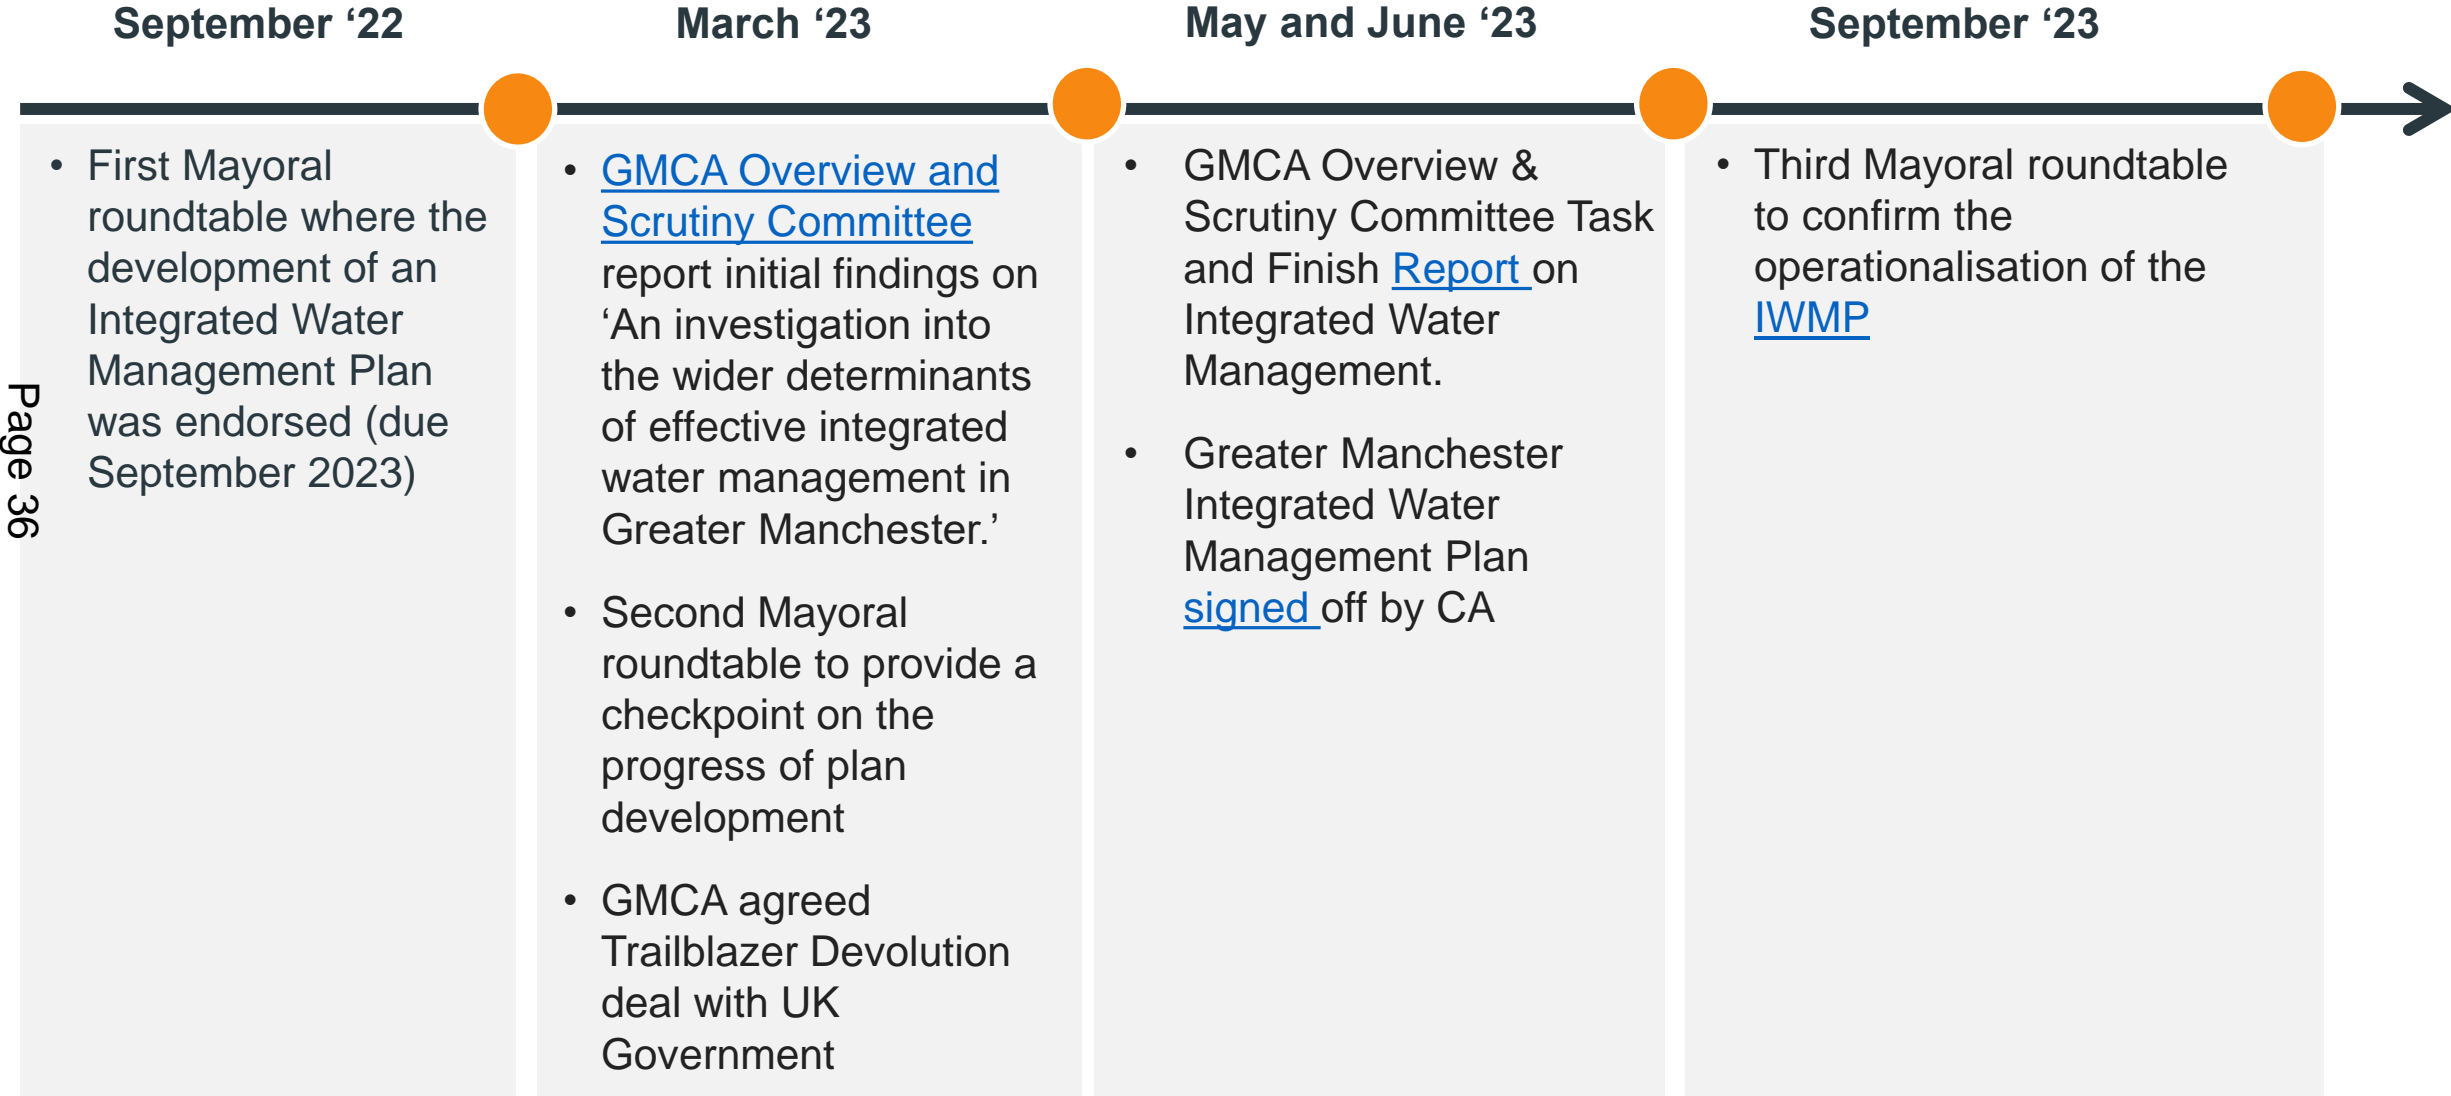 September ‘22
• First Mayoral
roundtable where the
development of an
Integrated Water
Management Plan
was endorsed (due
September 2023)
March ‘23
• GMCA Overview and
Scrutiny Committee
report initial findings on
‘An investigation into
the wider determinants
of effective integrated
water management in
Greater Manchester.’
• Second Mayoral
roundtable to provide a
checkpoint on the
progress of plan
development
• GMCA agreed
Trailblazer Devolution
deal with UK
Government
May and June ‘23
• GMCA Overview &
Scrutiny Committee Task
and Finish Report on
Integrated Water
Management.
• Greater Manchester
Integrated Water
Management Plan
signed off by CA
September ‘23
• Third Mayoral roundtable
to confirm the
operationalisation of the
IWMP
Page 36